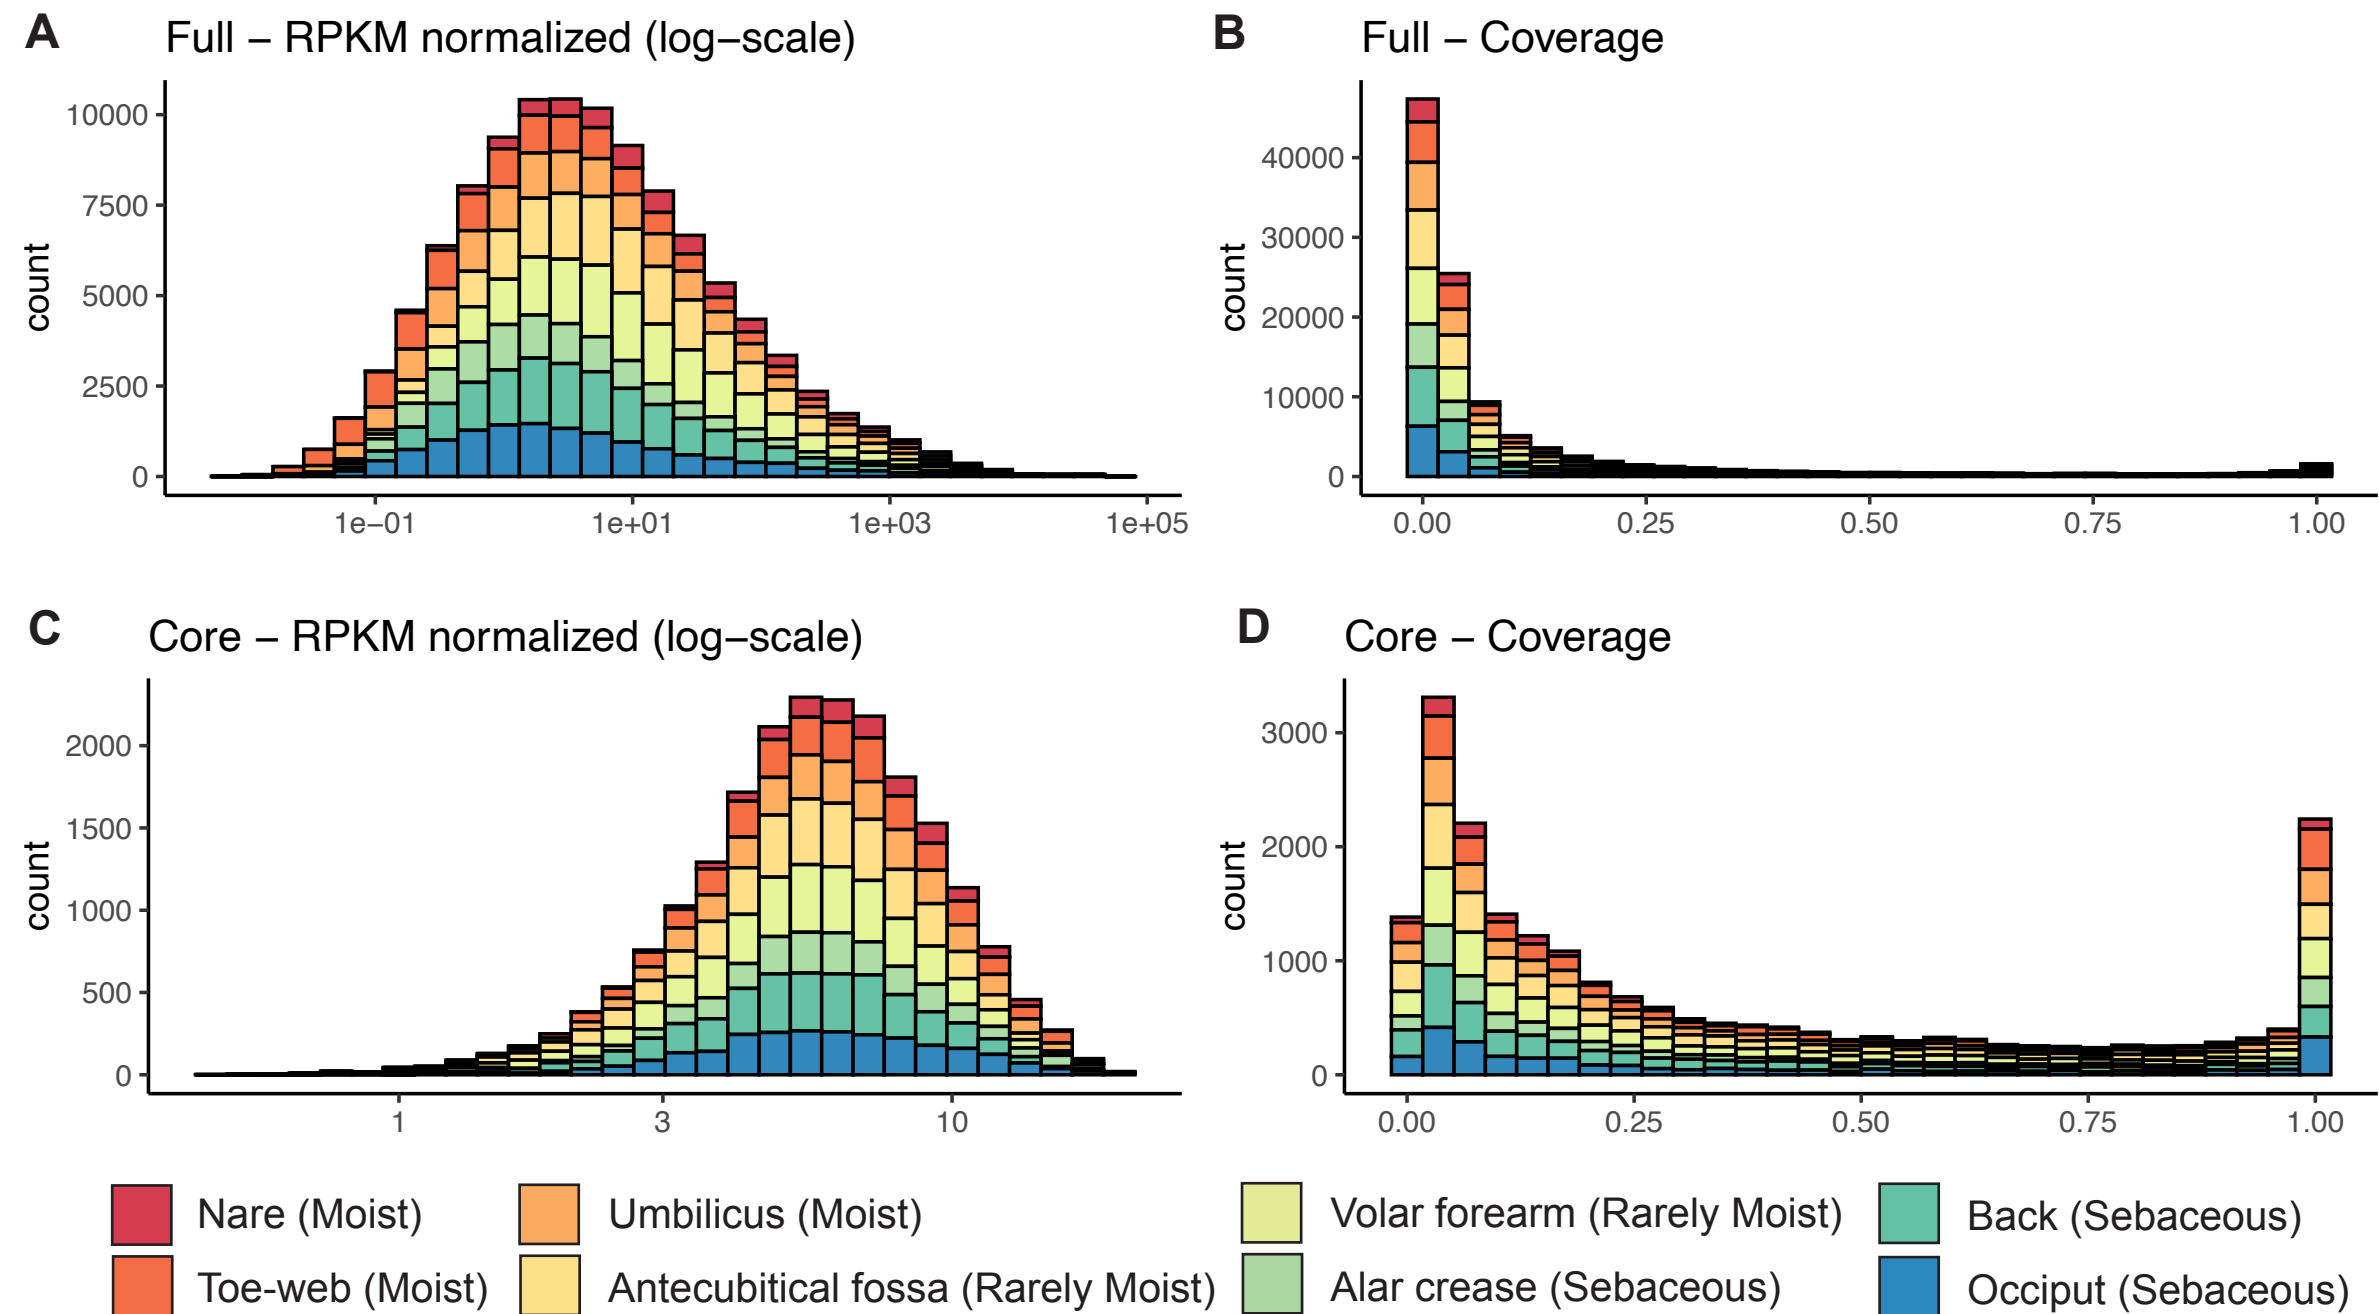 A Full – RPKM normalized (log–scale)
count
10000
7500
5000
2500
0
1e−01 1e+01 1e+03 1e+05
B Full – Coverage
count
40000
30000
20000
10000
0
0.00 0.25 0.50 0.75 1.00
C Core – RPKM normalized (log–scale)
count
2000
1500
1000
500
0
1 3 10
D Core – Coverage
count
3000
2000
1000
0
0.00 0.25 0.50 0.75 1.00
Nare (Moist) Umbilicus (Moist) Volar forearm (Rarely Moist) Back (Sebaceous)
Toe-web (Moist) Antecubitical fossa (Rarely Moist) Alar crease (Sebaceous) Occiput (Sebaceous)